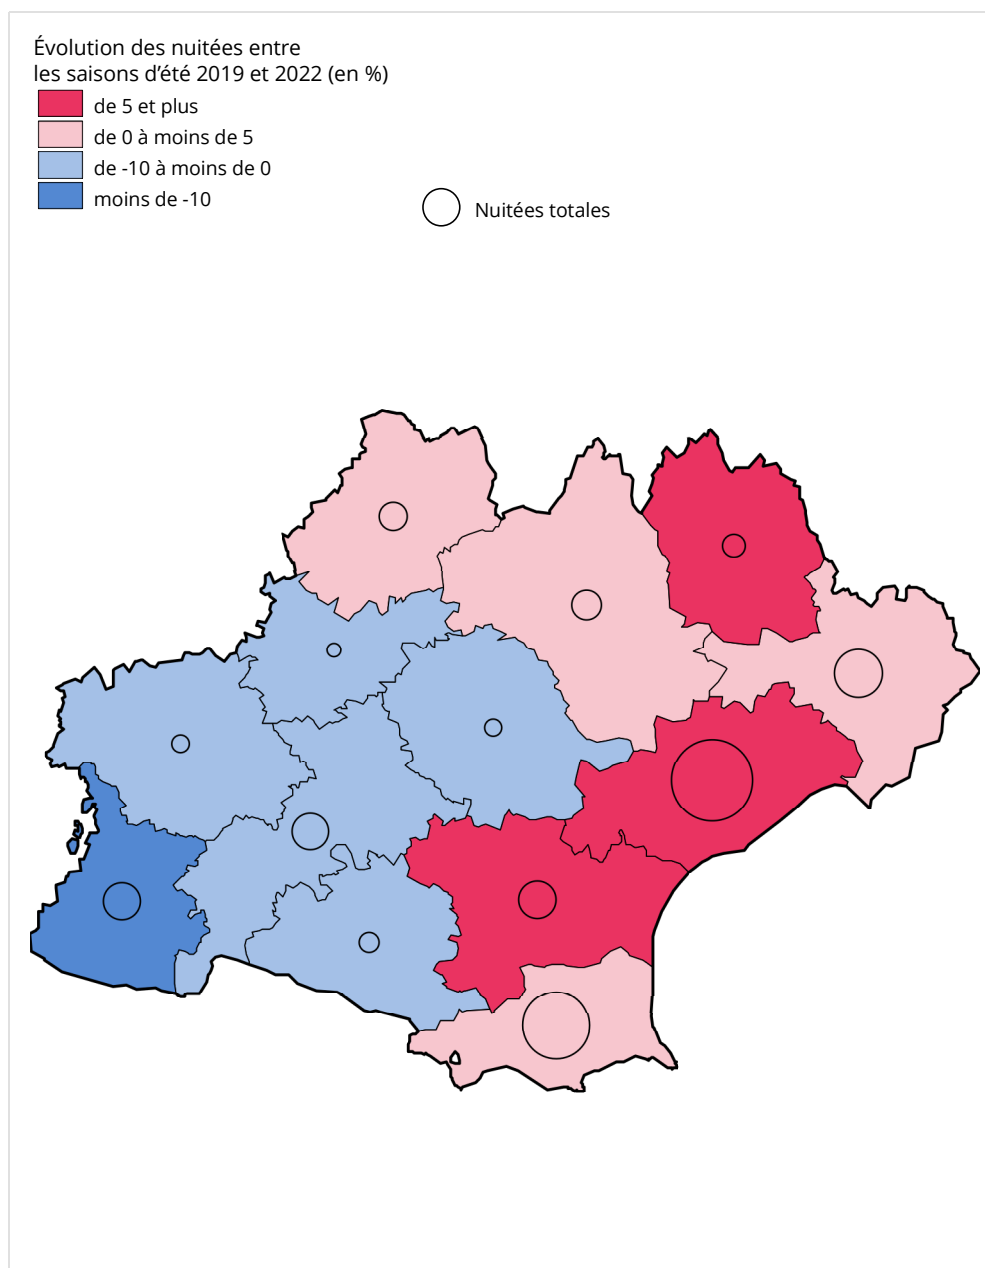 Évolution des nuitées entre
les saisons d'été 2019 et 2022 (en %)
de 5 et plus
de 0 à moins de 5
de -10 à moins de 0
moins de -10
Nuitées totales